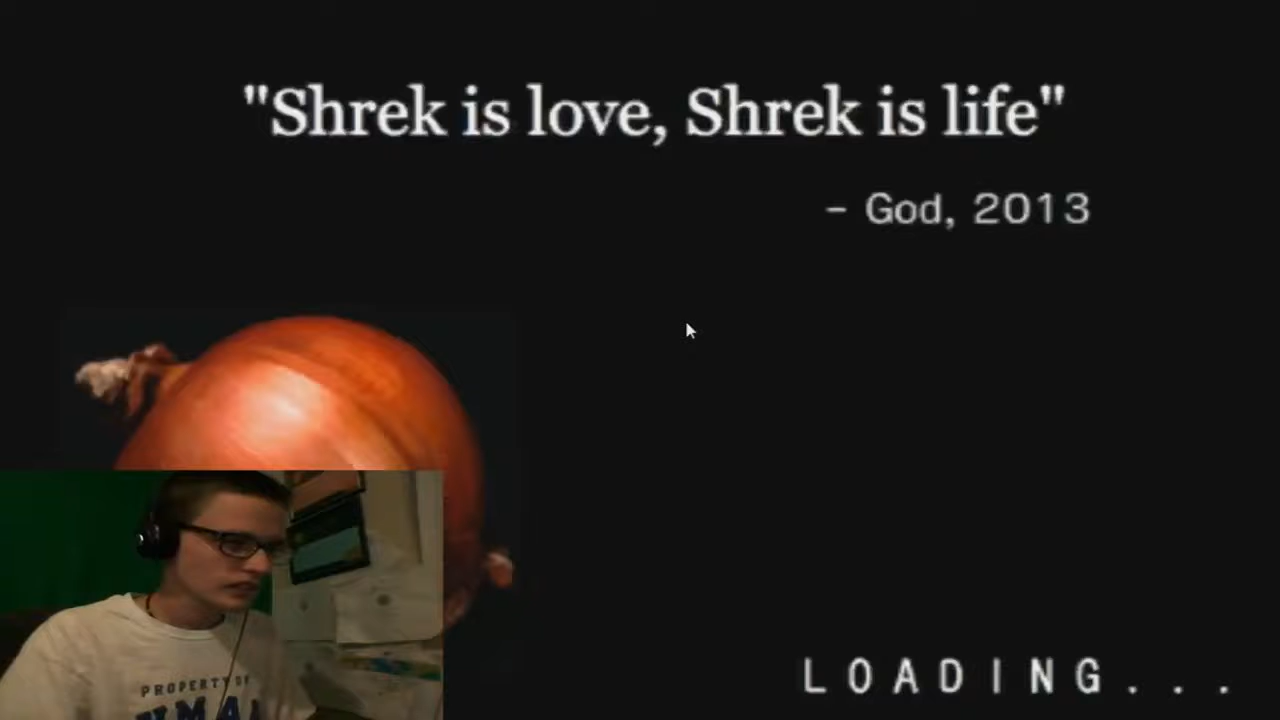 "Shrek is love, Shrek is life"
- God, 2013
LOADING...
PROPERTY OF